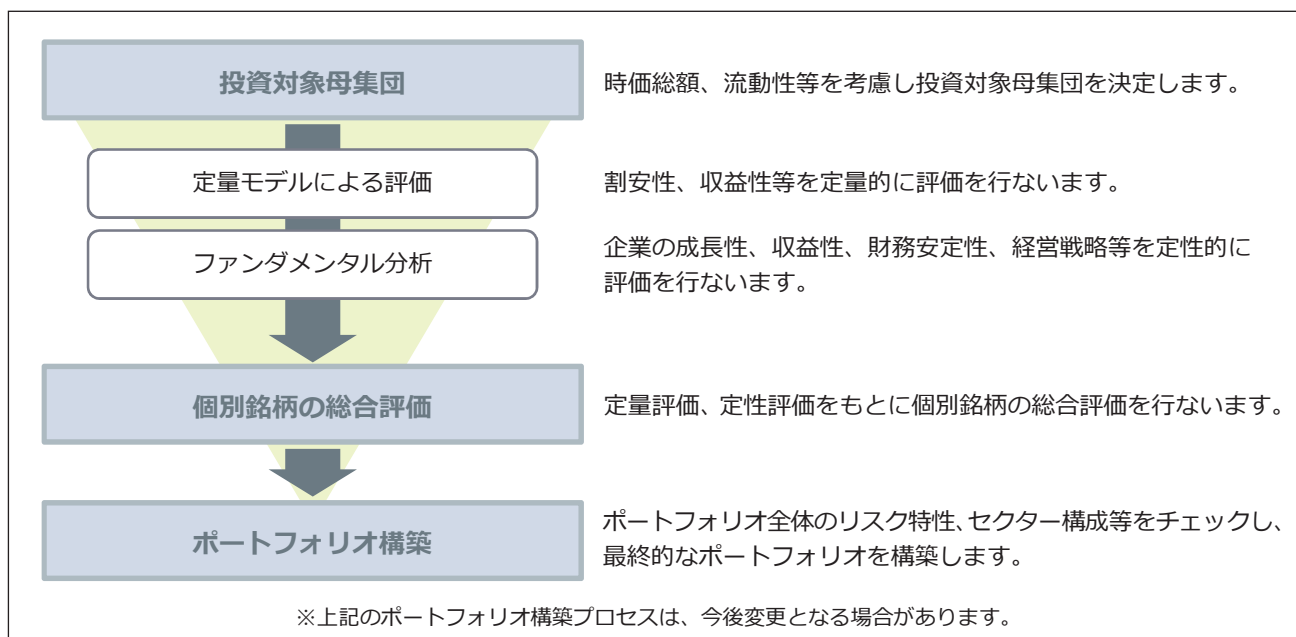 投資対象母集団
時価総額、流動性等を考慮し投資対象母集団を決定します。
定量モデルによる評価
割安性、収益性等を定量的に評価を行ないます。
ファンダメンタル分析
企業の成長性、収益性、財務安定性、経営戦略等を定性的に
評価を行ないます。
個別銘柄の総合評価
定量評価、定性評価をもとに個別銘柄の総合評価を行ないます。
ポートフォリオ構築
ポートフォリオ全体のリスク特性、セクター構成等をチェックし、
最終的なポートフォリオを構築します。
※上記のポートフォリオ構築プロセスは、今後変更となる場合があります。